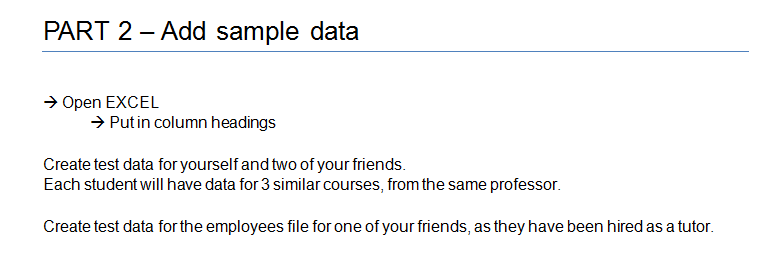 PART 2 – Add sample data
→ Open EXCEL
→ Put in column headings
Create test data for yourself and two of your friends.
Each student will have data for 3 similar courses, from the same professor.
Create test data for the employees file for one of your friends, as they have been hired as a tutor.